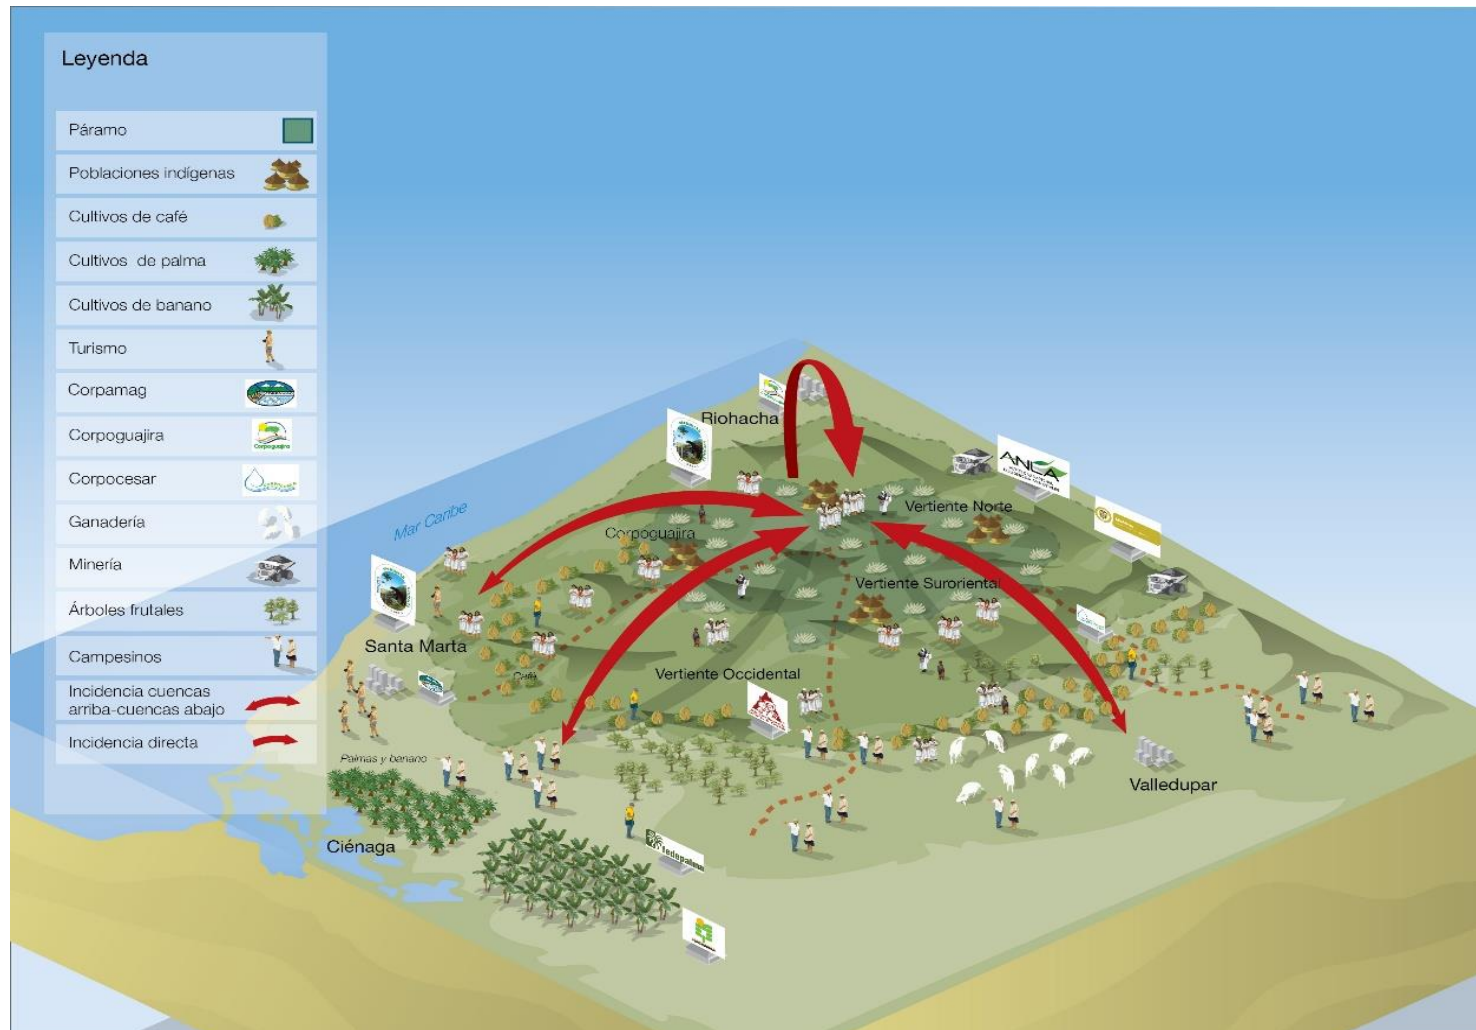 Leyenda
Páramo
Poblaciones indígenas
Cultivos de café
Cultivos de palma
Cultivos de banano
Turismo
Corpamag
Corpoguajira
Corpoguajira
Corpocesar
Ganadería
Minería
Árboles frutales
Campesinos
Incidencia cuencas
arriba-cuencas abajo
Incidencia directa
Riohacha
ANLA
Mar Caribe
Vertiente Norte
Corpoguajira
Vertiente Suroriental
Santa Marta
Café
Vertiente Occidental
Palmas y banano
Valledupar
Ciénaga
fedepalma